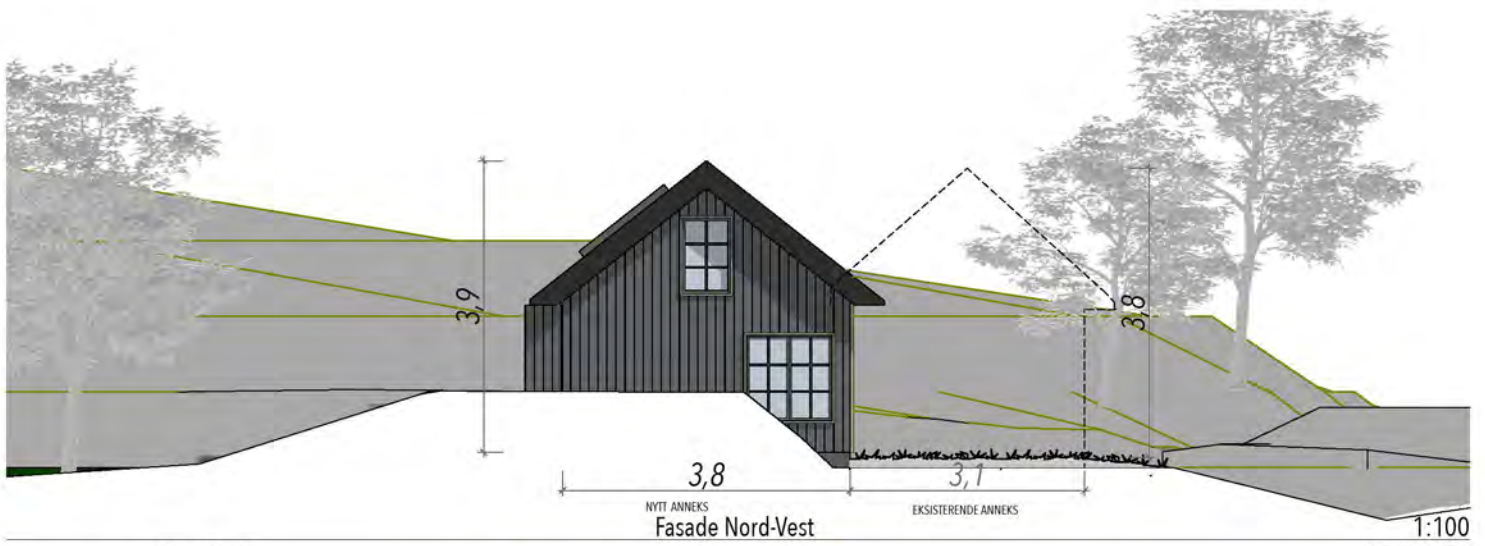 3,9
3,8
3,8
3,1
NYTT ANNEKS
EKSISTERENDE ANNEKS
Fasade Nord-Vest
1:100